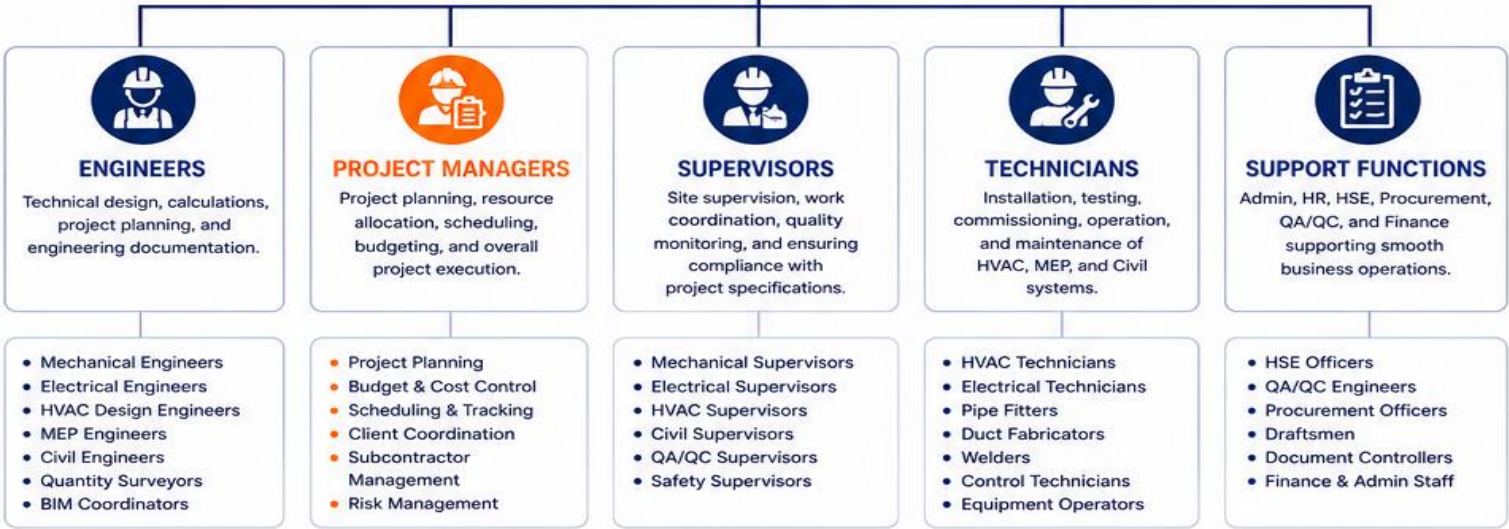 ENGINEERS
Technical design, calculations,
project planning, and
engineering documentation.
• Mechanical Engineers
• Electrical Engineers
• HVAC Design Engineers
• MEP Engineers
• Civil Engineers
• Quantity Surveyors
• BIM Coordinators
PROJECT MANAGERS
Project planning, resource
allocation, scheduling,
budgeting, and overall
project execution.
• Project Planning
• Budget & Cost Control
• Scheduling & Tracking
• Client Coordination
• Subcontractor
Management
• Risk Management
SUPERVISORS
Site supervision, work
coordination, quality
monitoring, and ensuring
compliance with
project specifications.
• Mechanical Supervisors
• Electrical Supervisors
• HVAC Supervisors
• Civil Supervisors
• QA/QC Supervisors
• Safety Supervisors
TECHNICIANS
Installation, testing,
commissioning, operation,
and maintenance of
HVAC, MEP, and Civil
systems.
• HVAC Technicians
• Electrical Technicians
• Pipe Fitters
• Duct Fabricators
• Welders
• Control Technicians
• Equipment Operators
SUPPORT FUNCTIONS
Admin, HR, HSE, Procurement,
QA/QC, and Finance
supporting smooth
business operations.
• HSE Officers
• QA/QC Engineers
• Procurement Officers
• Draftsmen
• Document Controllers
• Finance & Admin Staff